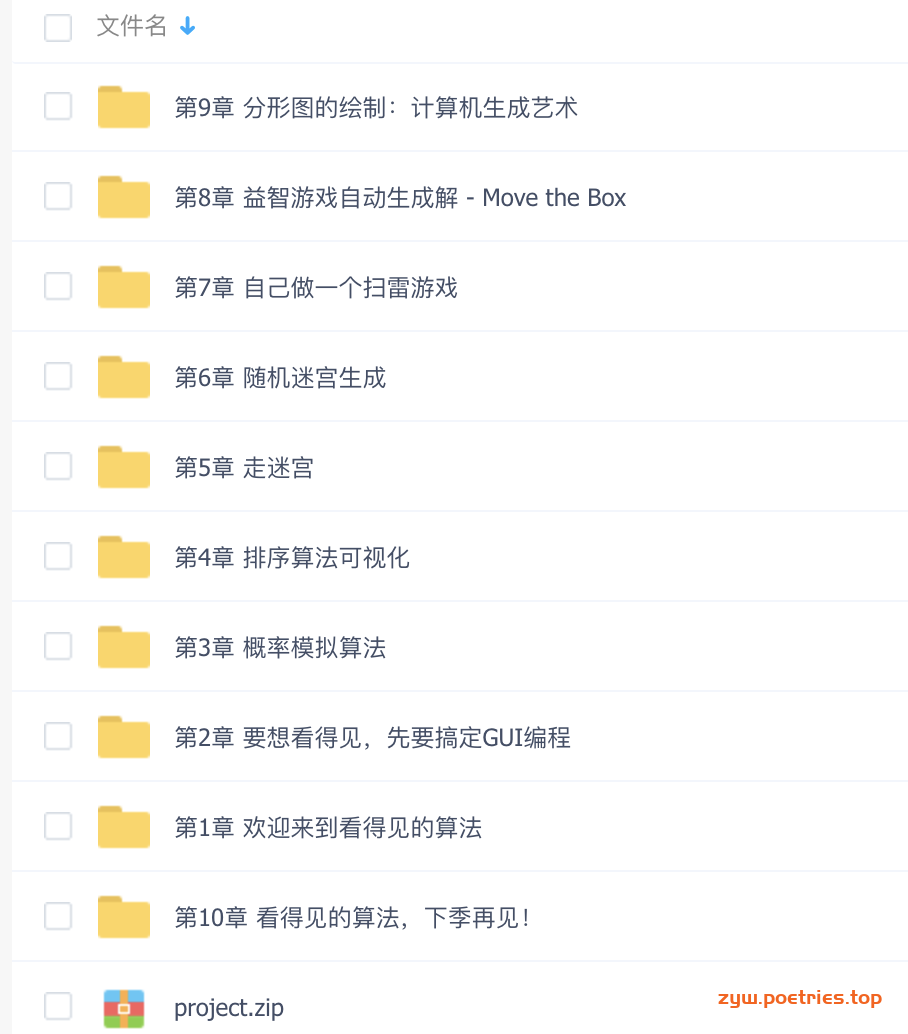 文件名
第9章 分形图的绘制：计算机生成艺术
第8章 益智游戏自动生成解 - Move the Box
第7章 自己做一个扫雷游戏
第6章 随机迷宫生成
第5章 走迷宫
第4章 排序算法可视化
第3章 概率模拟算法
第2章 要想看得见，先要搞定GUI编程
第1章 欢迎来到看得见的算法
第10章 看得见的算法，下季再见！
project.zip
zyw.poetries.top